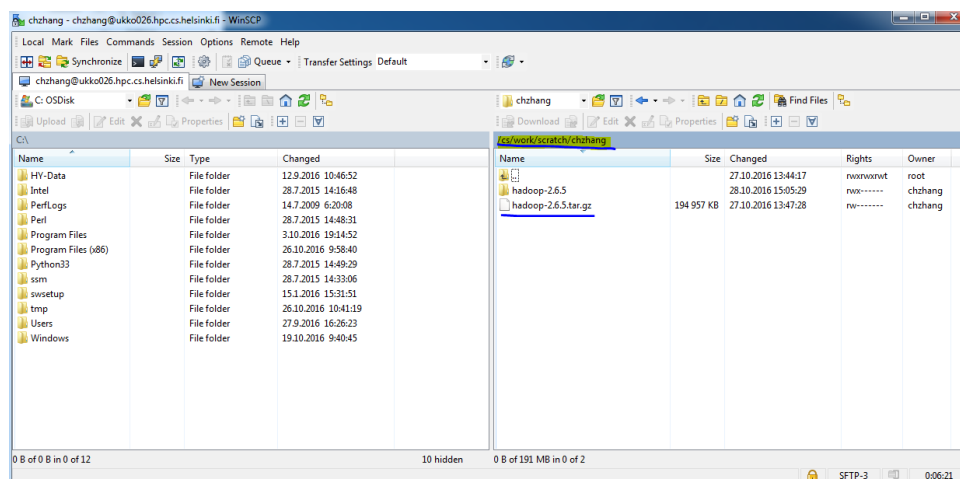 chzhang - chzhang@ukko026.hpc.cs.helsinki.fi - WinSCP
Local Mark Files Commands Session Options Remote Help
Synchronize Queue Transfer Settings Default
chzhang@ukko026.hpc.cs.helsinki.fi New Session
C: OSDisk chzhang Find Files
Upload Edit Properties Download Edit Properties
C:\ /cs/work/scratch/chzhang
Name Size Type Changed Name Size Changed Rights Owner
HY-Data File folder 12.9.2016 10:46:52 .. 27.10.2016 13:44:17 rwxrwxrwt root
Intel File folder 28.7.2015 14:16:48 hadoop-2.6.5 28.10.2016 15:05:29 rwx------ chzhang
PerfLogs File folder 14.7.2009 6:20:08 hadoop-2.6.5.tar.gz 194 957 KB 27.10.2016 13:47:28 rw------- chzhang
Perl File folder 28.7.2015 14:48:31
Program Files File folder 3.10.2016 19:14:52
Program Files (x86) File folder 26.10.2016 9:58:40
Python33 File folder 28.7.2015 14:49:29
ssm File folder 28.7.2015 14:33:06
swsetup File folder 15.1.2016 15:31:51
tmp File folder 26.10.2016 10:41:19
Users File folder 27.9.2016 16:26:23
Windows File folder 19.10.2016 9:40:45
0 B of 0 B in 0 of 12 10 hidden 0 B of 191 MB in 0 of 2
SFTP-3 0:06:21